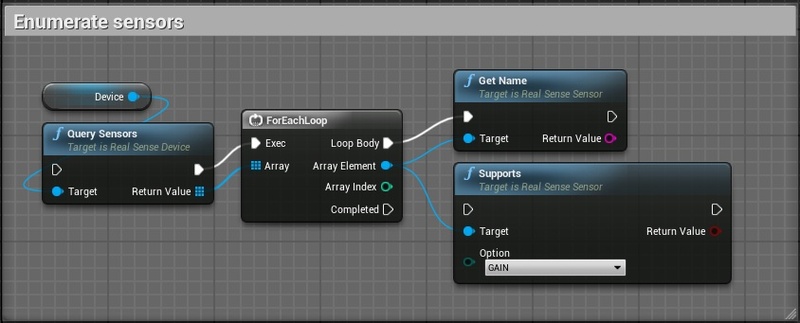 Enumerate sensors
Device
f Query Sensors
Target is Real Sense Device
Target Return Value
ForEachLoop
Exec Loop Body
Array Array Element
Array Index
Completed
f Get Name
Target is Real Sense Sensor
Target Return Value
f Supports
Target is Real Sense Sensor
Target Return Value
Option
GAIN